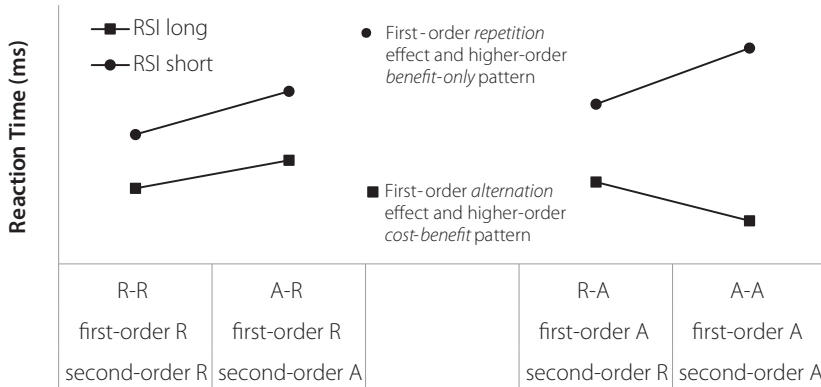 Reaction Time (ms)
RSI long
RSI short
First-order repetition
effect and higher-order
benefit-only pattern
First-order alternation
effect and higher-order
cost-benefit pattern
R-R
first-order R
second-order R
A-R
first-order R
second-order A
R-A
first-order A
second-order R
A-A
first-order A
second-order A